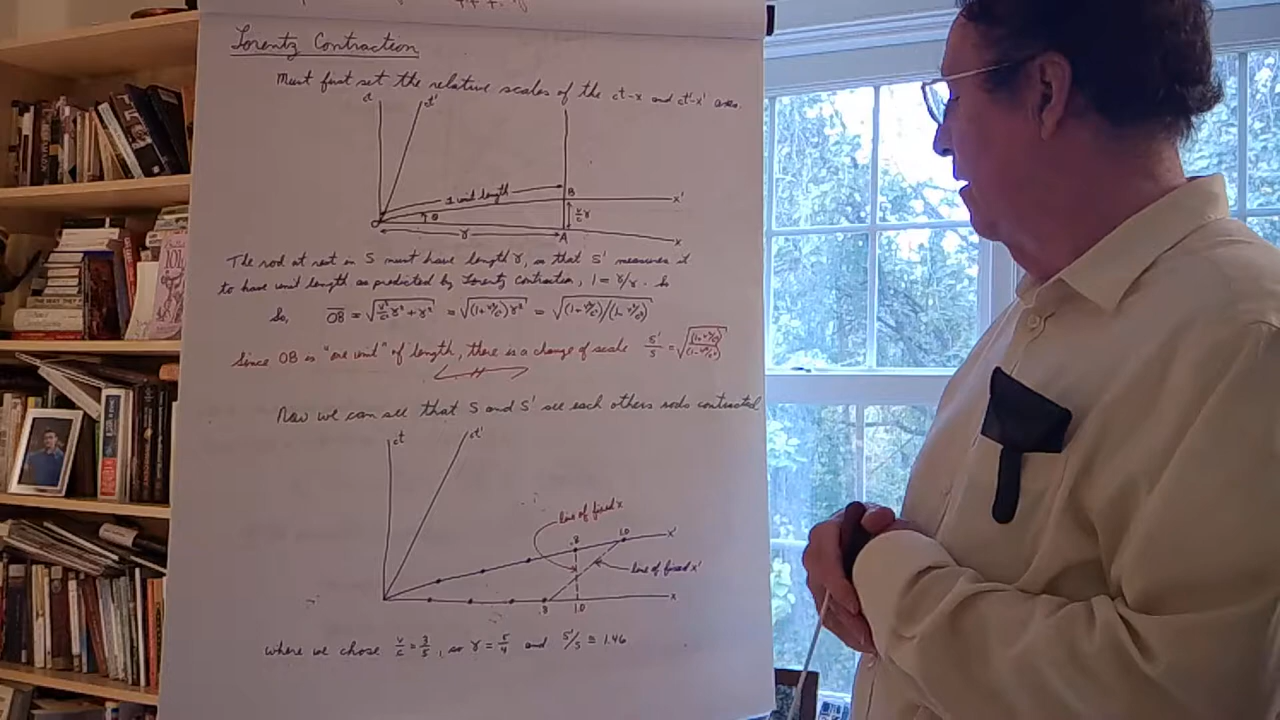 Lorentz Contraction
Must first set the relative scales of the ct-x and ct'-x' axes.
ct
ct'
1 unit length
B
x'
θ
v/c γ
O
γ
A
x
The rod at rest in S must have length γ, so that S' measures it
to have unit length as predicted by Lorentz contraction, 1 = γ/γ. So
So, OB = √(v²/c² γ² + γ²) = √((1+v²/c²)γ²) = √((1+v²/c²)/(1-v²/c²))
Since OB is "one unit" of length, there is a change of scale S'/S = √((1+v²/c²)/(1-v²/c²))
Now we can see that S and S' see each others rods contracted
ct
ct'
line of fixed x
.8
1.0
x'
line of fixed x'
.8
1.0
x
where we chose v/c = 3/5, so γ = 5/4 and S'/S ≅ 1.46
101